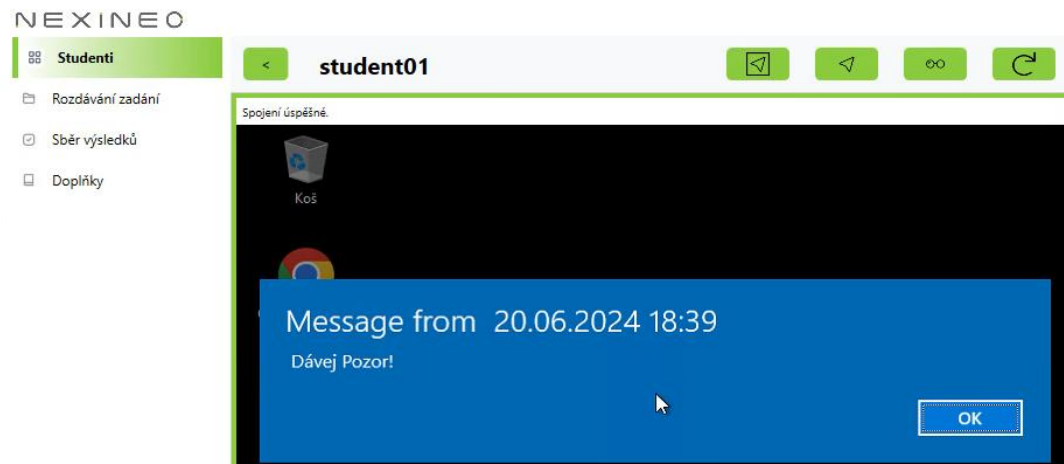 NEXINEO
Studenti
< student01
Rozdávání zadání
Sběr výsledků
Doplňky
Spojení úspěšné.
Koš
Message from 20.06.2024 18:39
Dávej Pozor!
OK